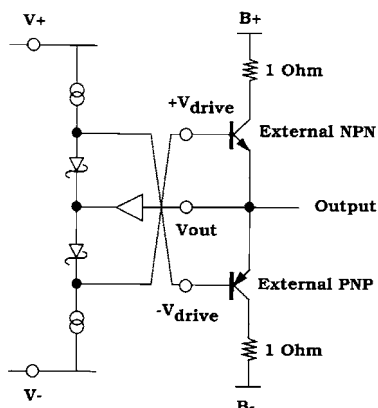 V+
B+
1 Ohm
+Vdrive
External NPN
Output
Vout
External PNP
-Vdrive
1 Ohm
V-
B-